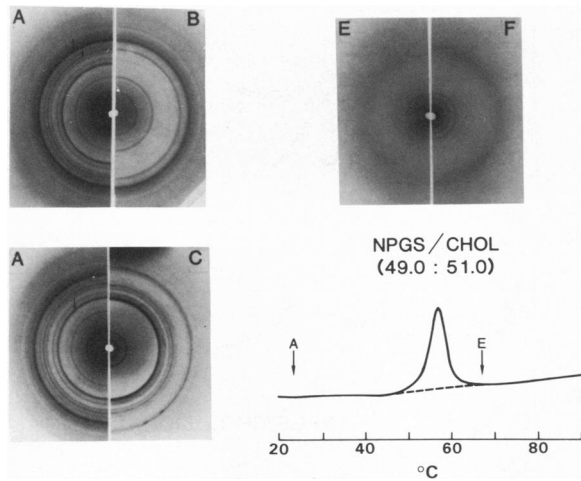 A B
E F
A C
NPGS/CHOL
(49.0 : 51.0)
A E
20 40 60 80
°C